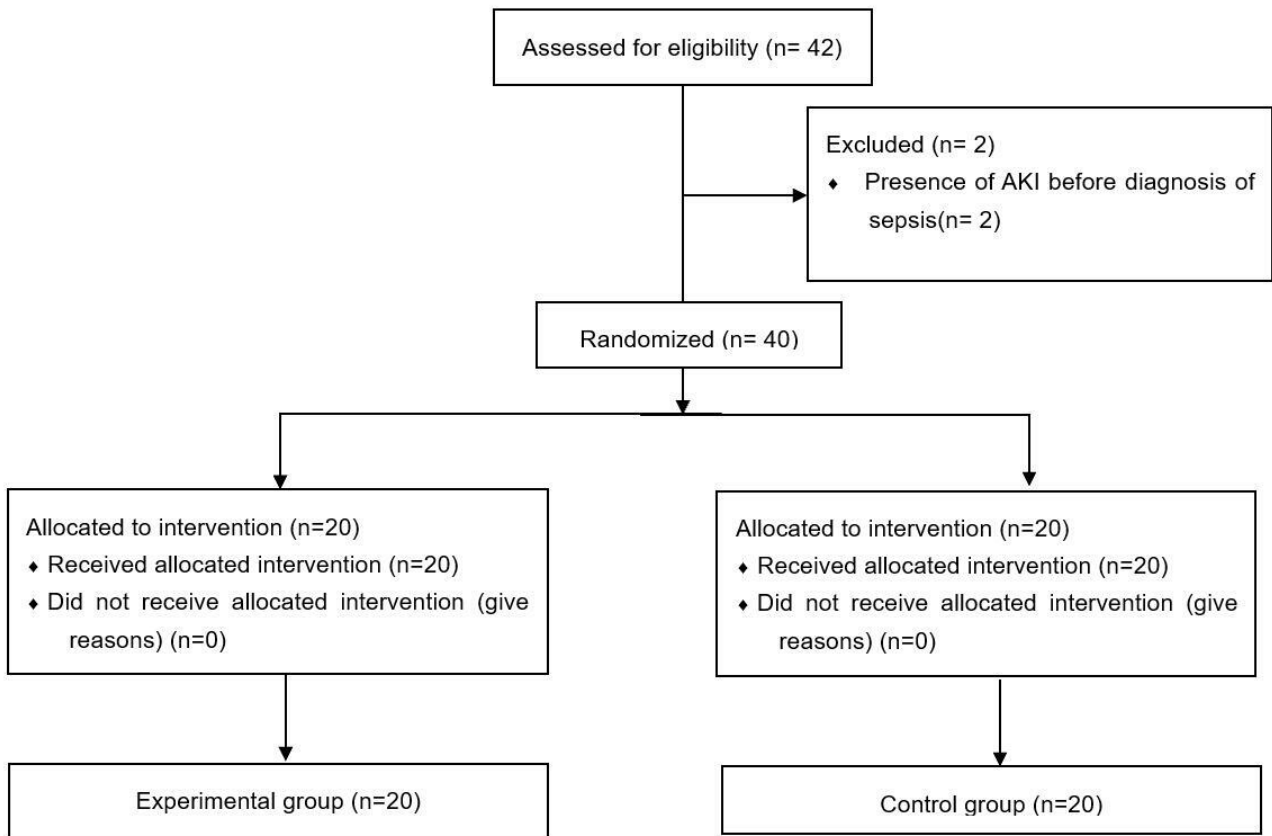 Assessed for eligibility (n= 42)
Excluded (n= 2)
♦ Presence of AKI before diagnosis of
sepsis(n= 2)
Randomized (n= 40)
Allocated to intervention (n=20)
♦ Received allocated intervention (n=20)
♦ Did not receive allocated intervention (give
reasons) (n=0)
Allocated to intervention (n=20)
♦ Received allocated intervention (n=20)
♦ Did not receive allocated intervention (give
reasons) (n=0)
Experimental group (n=20)
Control group (n=20)